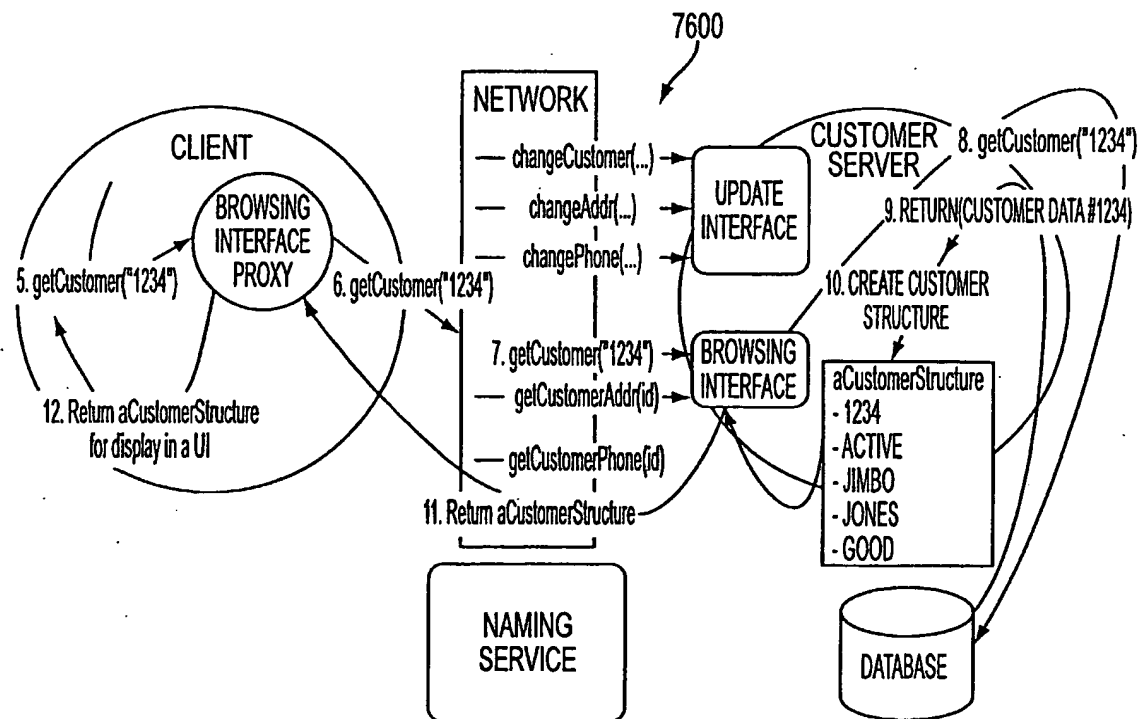 7600
NETWORK
CLIENT
BROWSING
INTERFACE
PROXY
5. getCustomer("1234")
6. getCustomer("1234")
12. Return aCustomerStructure
for display in a UI
changeCustomer(...)
changeAddr(...)
changePhone(...)
7. getCustomer("1234")
getCustomerAddr(id)
getCustomerPhone(id)
11. Return aCustomerStructure
UPDATE
INTERFACE
BROWSING
INTERFACE
CUSTOMER
SERVER
8. getCustomer("1234")
9. RETURN(CUSTOMER DATA #1234)
10. CREATE CUSTOMER
STRUCTURE
aCustomerStructure
- 1234
- ACTIVE
- JIMBO
- JONES
- GOOD
NAMING
SERVICE
DATABASE